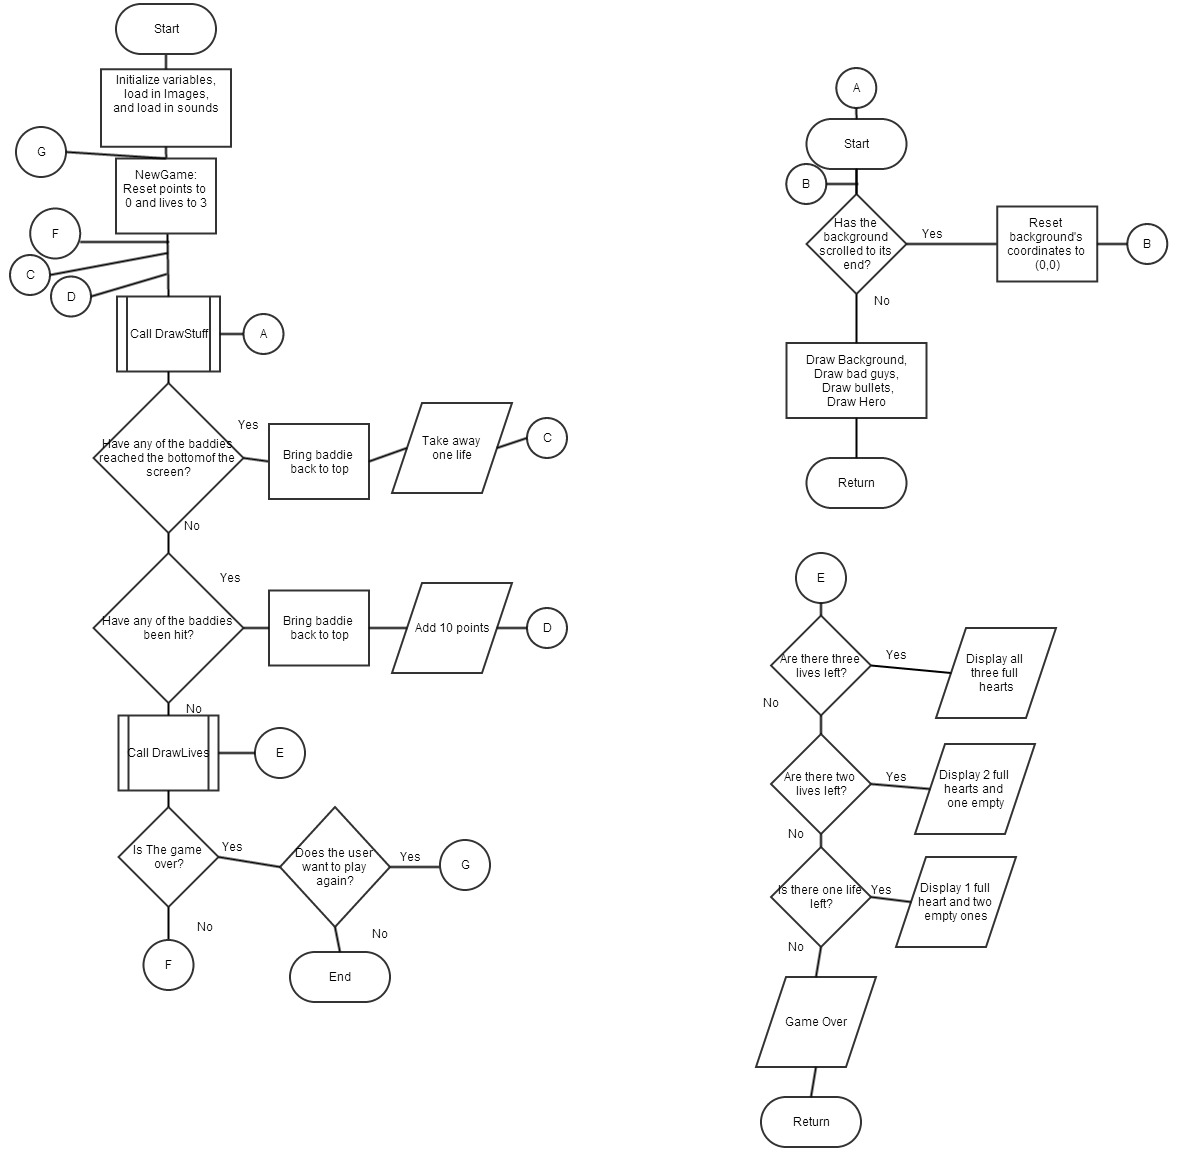 Start
Initialize variables,
load in Images,
and load in sounds
G
NewGame:
Reset points to
0 and lives to 3
F
C
D
Call DrawStuff
A
Have any of the baddies
reached the bottomof the
screen?
Yes
Bring baddie
back to top
Take away
one life
C
No
Have any of the baddies
been hit?
Yes
Bring baddie
back to top
Add 10 points
D
No
Call DrawLives
E
Is The game
over?
Yes
Does the user
want to play
again?
Yes
G
No
F
No
End
A
Start
B
Has the
background
scrolled to its
end?
Yes
Reset
background's
coordinates to
(0,0)
B
No
Draw Background,
Draw bad guys,
Draw bullets,
Draw Hero
Return
E
Are there three
lives left?
Yes
Display all
three full
hearts
No
Are there two
lives left?
Yes
Display 2 full
hearts and
one empty
No
Is there one life
left?
Yes
Display 1 full
heart and two
empty ones
No
Game Over
Return